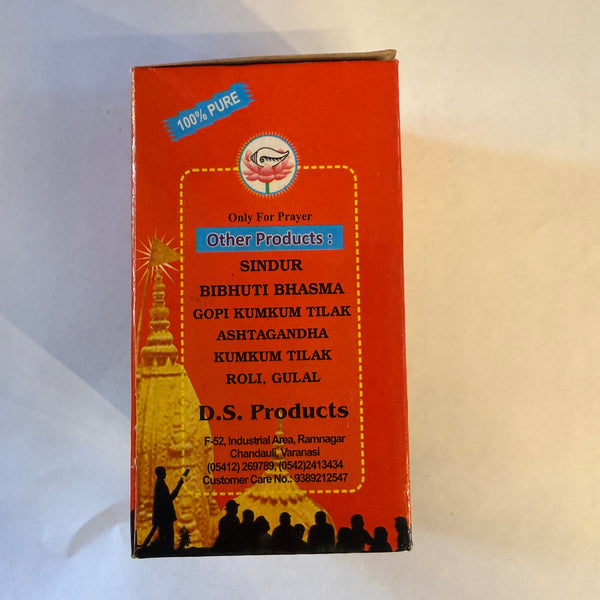 100% PURE
Only For Prayer
Other Products :
SINDUR
BIBHUTI BHASMA
GOPI KUMKUM TILAK
ASHTAGANDHA
KUMKUM TILAK
ROLI, GULAL
D.S. Products
F-52, Industrial Area, Ramnagar
Chandauli, Varanasi
(05412) 269789, (0542)2413434
Customer Care No.: 9389212547